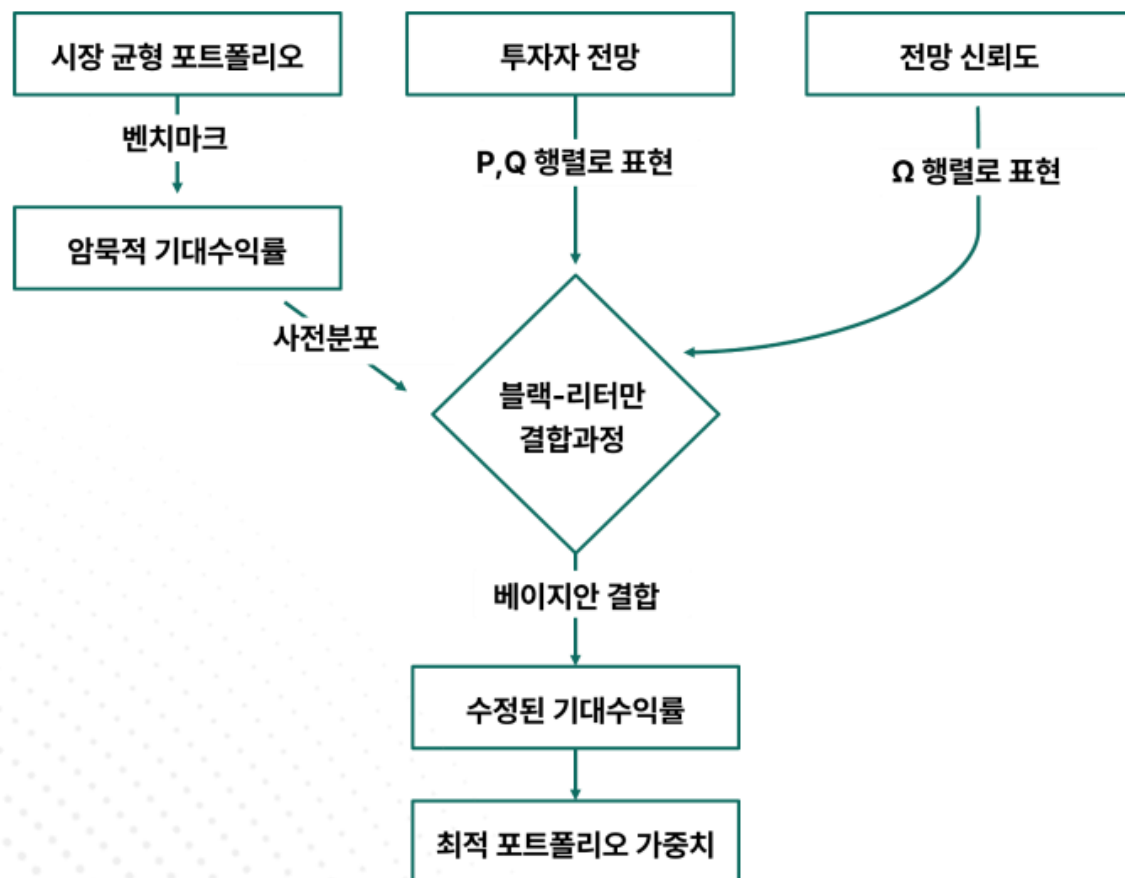 시장 균형 포트폴리오
투자자 전망
전망 신뢰도
벤치마크
P,Q 행렬로 표현
Ω 행렬로 표현
암묵적 기대수익률
사전분포
블랙-리터만
결합과정
베이지안 결합
수정된 기대수익률
최적 포트폴리오 가중치